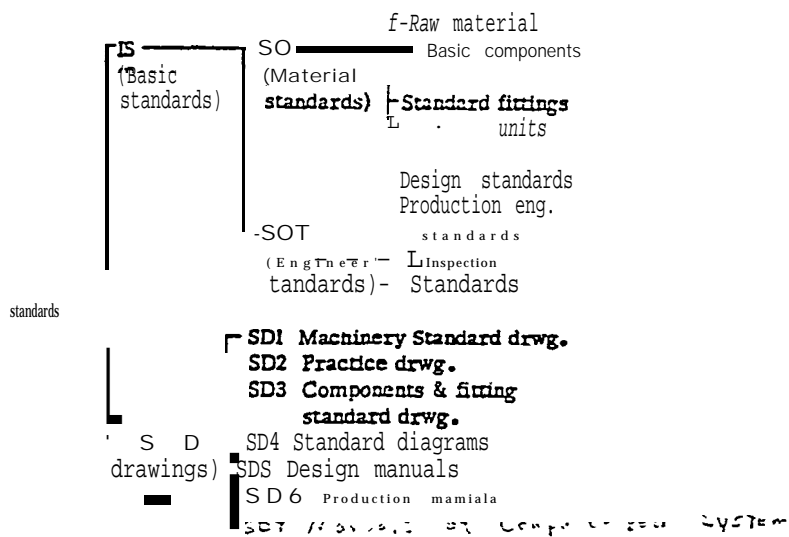 f-Raw material
IS SO Basic components
(Basic (Material
standards) standards) Standard fittings
L . units
Design standards
Production eng.
-SOT standards
L Inspection
tandards)- Standards
standards
SD1 Machinery Standard drwg.
SD2 Practice drwg.
SD3 Components & fitting
standard drwg.
' S D SD4 Standard diagrams
drawings) SDS Design manuals
SD6 Production mamiala
System